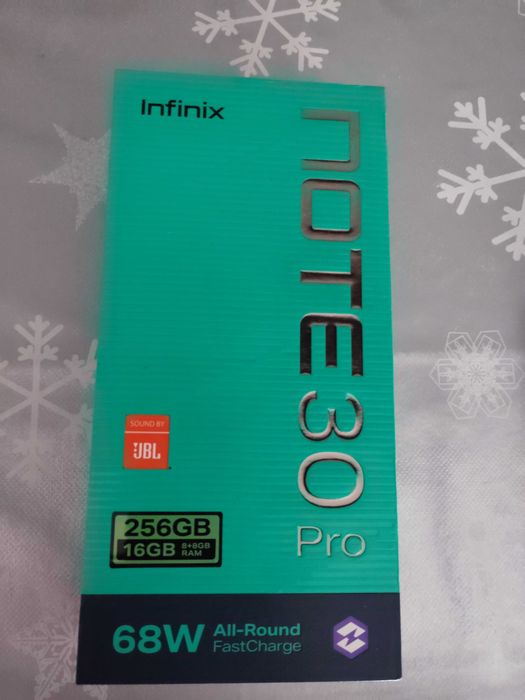 Infinix
NOTE 30
Pro
SOUND BY
JBL
256GB
16GB 8+8GB RAM
68W All-Round
FastCharge